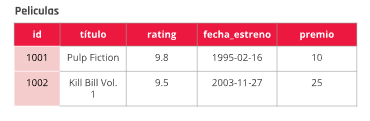 Peliculas
id título rating fecha_estreno premio
1001 Pulp Fiction 9.8 1995-02-16 10
1002 Kill Bill Vol. 9.5 2003-11-27 25
1